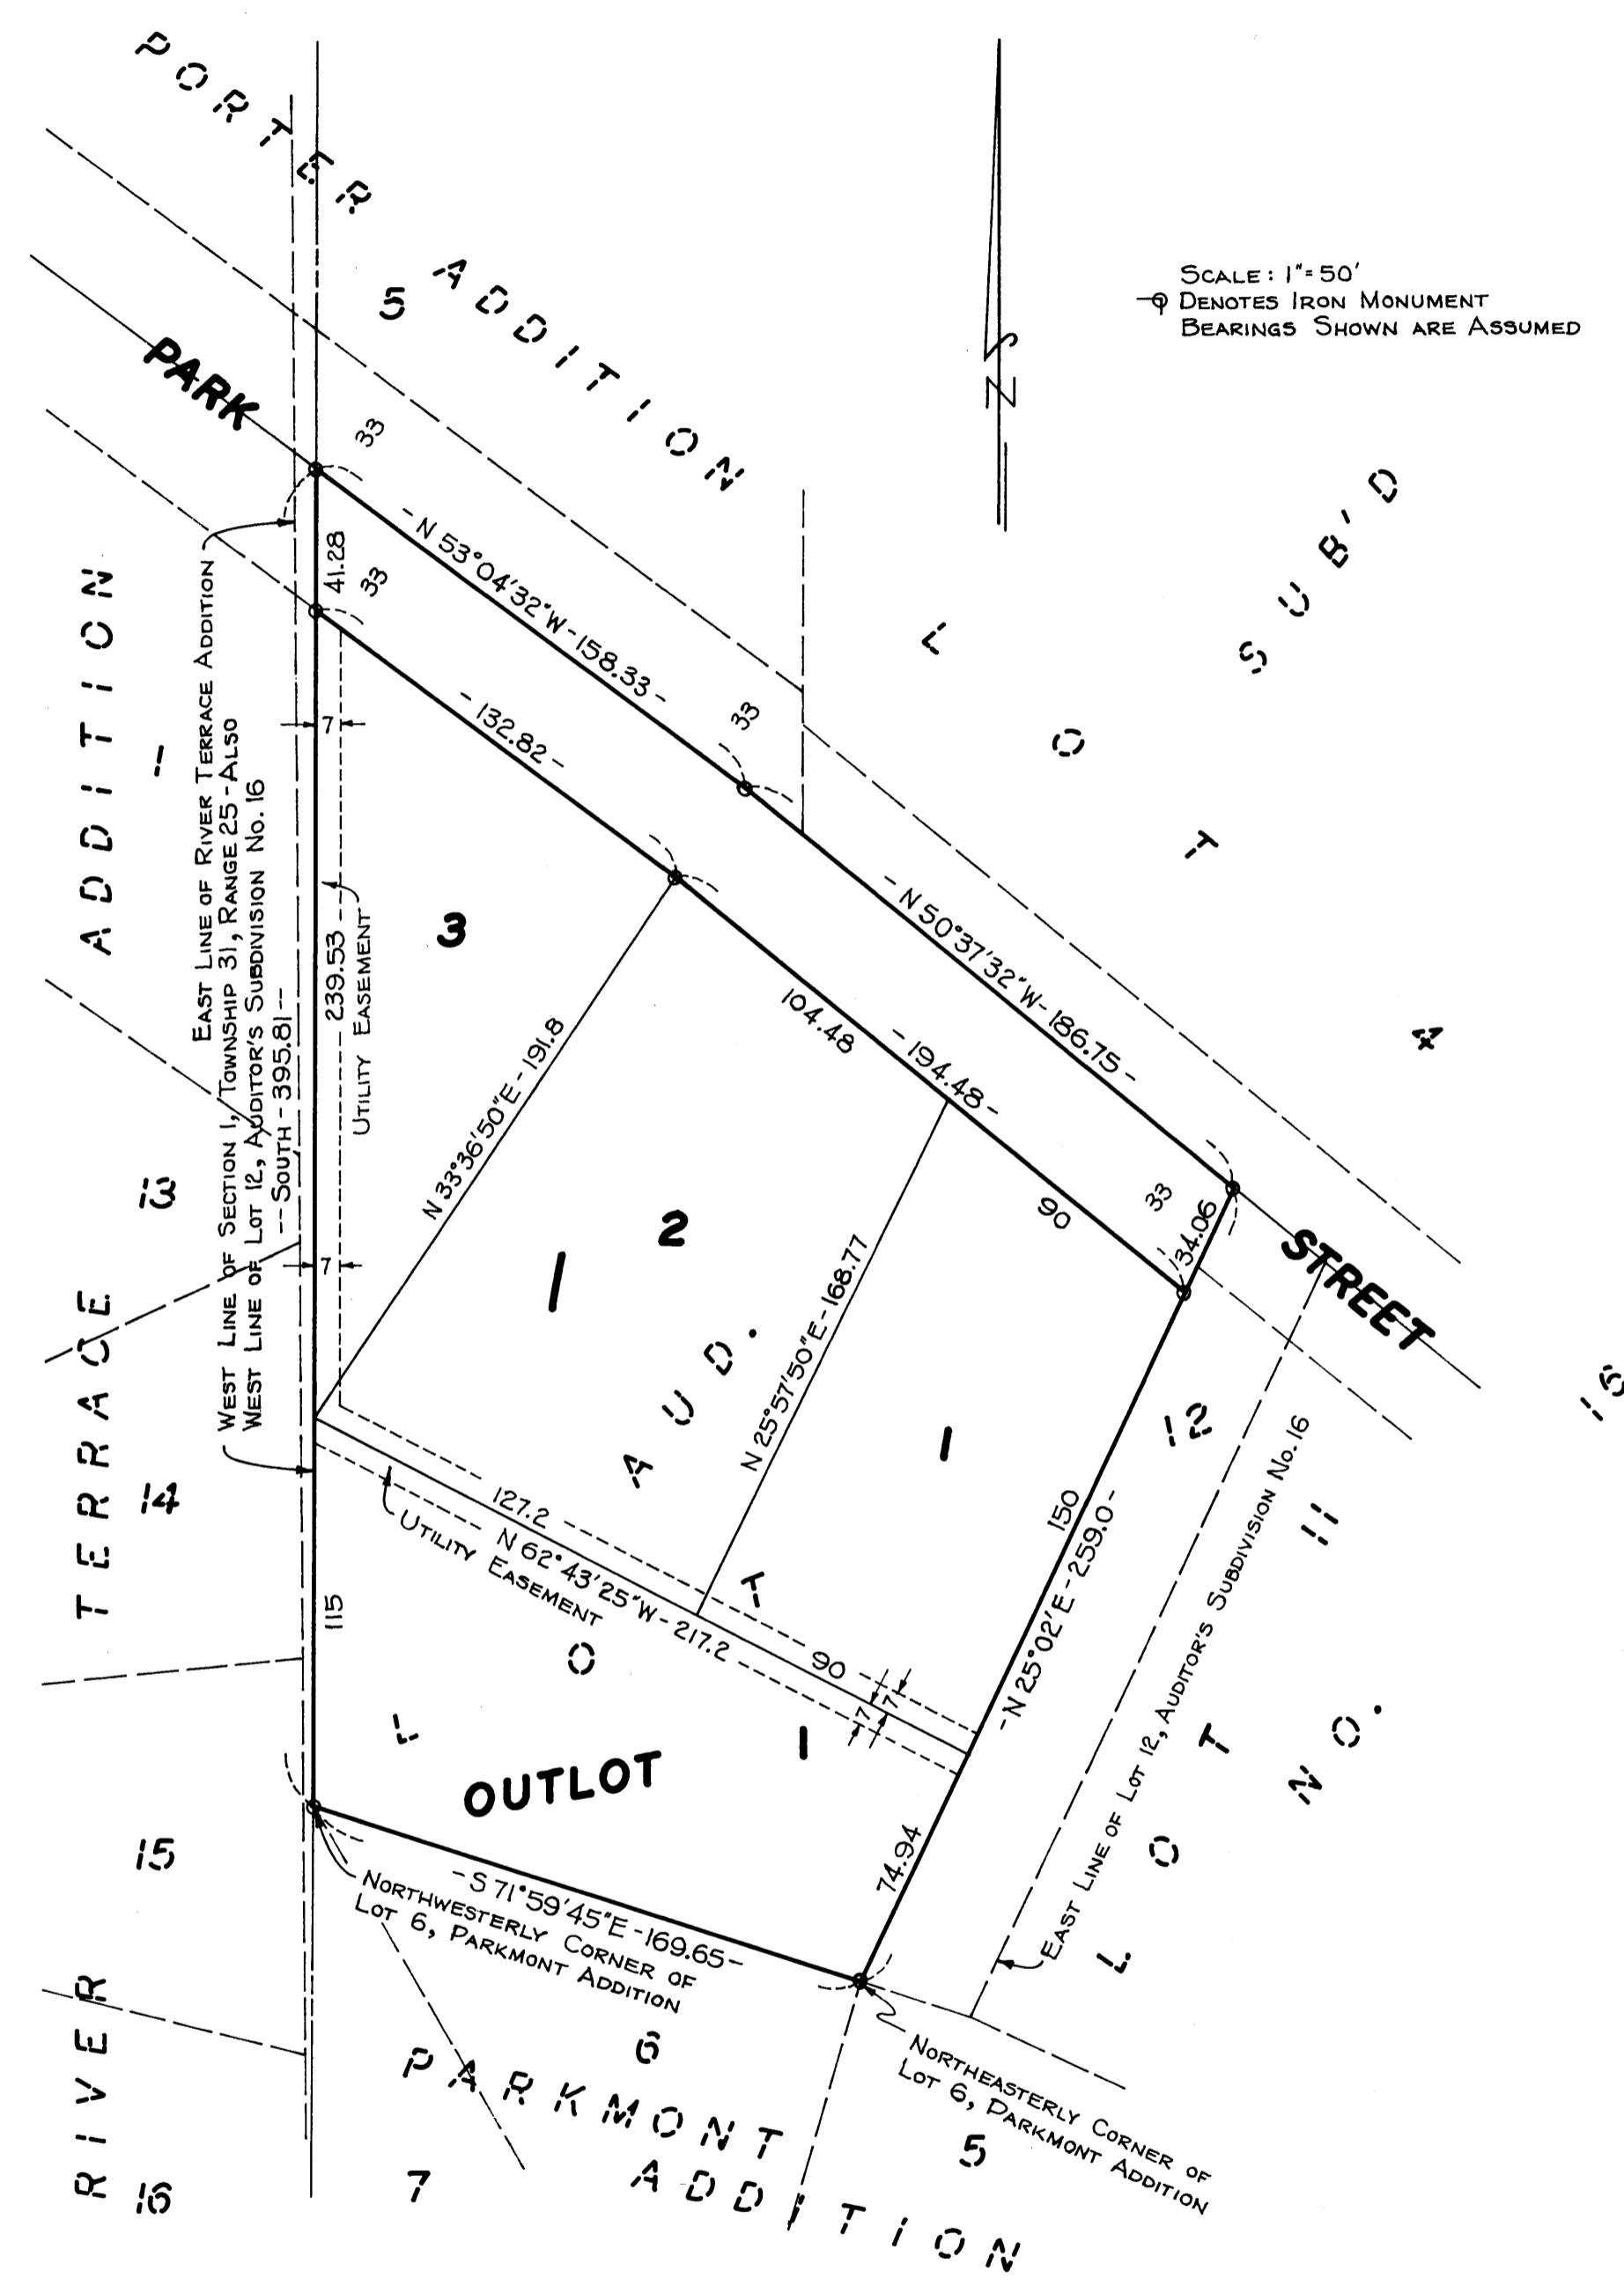 PORTER ADDITION
5
SCALE: 1"=50'
DENOTES IRON MONUMENT
BEARINGS SHOWN ARE ASSUMED
N
PARK
33
41.28
33
-N 53°04'32"W-158.33-
-132.82-
33
LOT 4
AUD. SUB'D NO. 16
EAST LINE OF RIVER TERRACE ADDITION
WEST LINE OF SECTION 1, TOWNSHIP 31, RANGE 25-ALSO
WEST LINE OF LOT 12, AUDITOR'S SUBDIVISION NO. 16
--SOUTH-395.81--
7
239.53
UTILITY EASEMENT
3
-N 50°37'32"W-186.75-
104.48
-194.48-
90
33
34.06
STREET
N 33°36'50"E-191.8
2
1
N 25°57'50"E-168.77
1
7
127.2
N 62°43'25"W-217.2
UTILITY
EASEMENT
90
7
7
150
-N 25°02'E-259.0-
LOT 12
LOT 11
EAST LINE OF LOT 12, AUDITOR'S SUBDIVISION NO. 16
115
OUTLOT 1
74.94
-S 71°59'45"E-169.65-
NORTHWESTERLY CORNER OF
LOT 6, PARKMONT ADDITION
NORTHEASTERLY CORNER OF
LOT 6, PARKMONT ADDITION
RIVER TERRACE ADDITION
1
13
14
15
16
6
PARKMONT
ADDITION
5
7